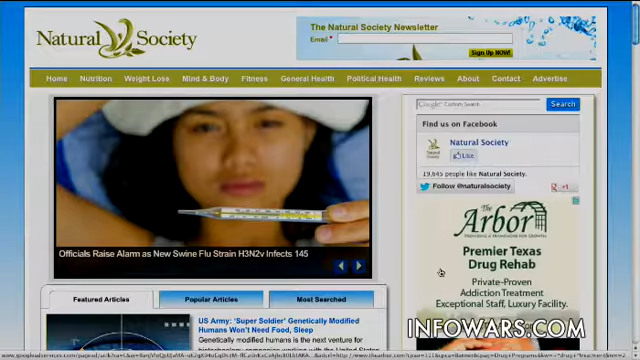 Natural Society
The Natural Society Newsletter
Email *
Sign Up NOW!
Home Nutrition Weight Loss Mind & Body Fitness General Health Political Health Reviews About Contact Advertise
Google Custom Search
Search
Find us on Facebook
Natural Society
Like
19,645 people like Natural Society.
Follow @naturalsociety
+1
The Arbor
Premier Texas
Drug Rehab
Private-Proven
Addiction Treatment
Exceptional Staff, Luxury Facility.
Officials Raise Alarm as New Swine Flu Strain H3N2v Infects 145
Featured Articles Popular Articles Most Searched
US Army: 'Super Soldier' Genetically Modified
Humans Won't Need Food, Sleep
Genetically modified humans is the next venture for
INFOWARS.COM